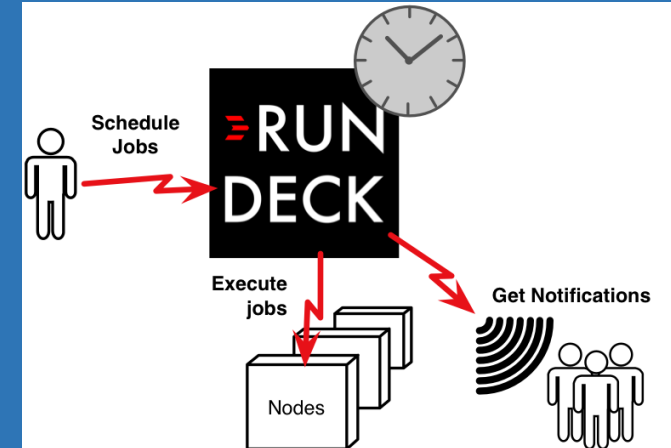 Schedule
Jobs
RUN
DECK
Execute
jobs
Get Notifications
Nodes